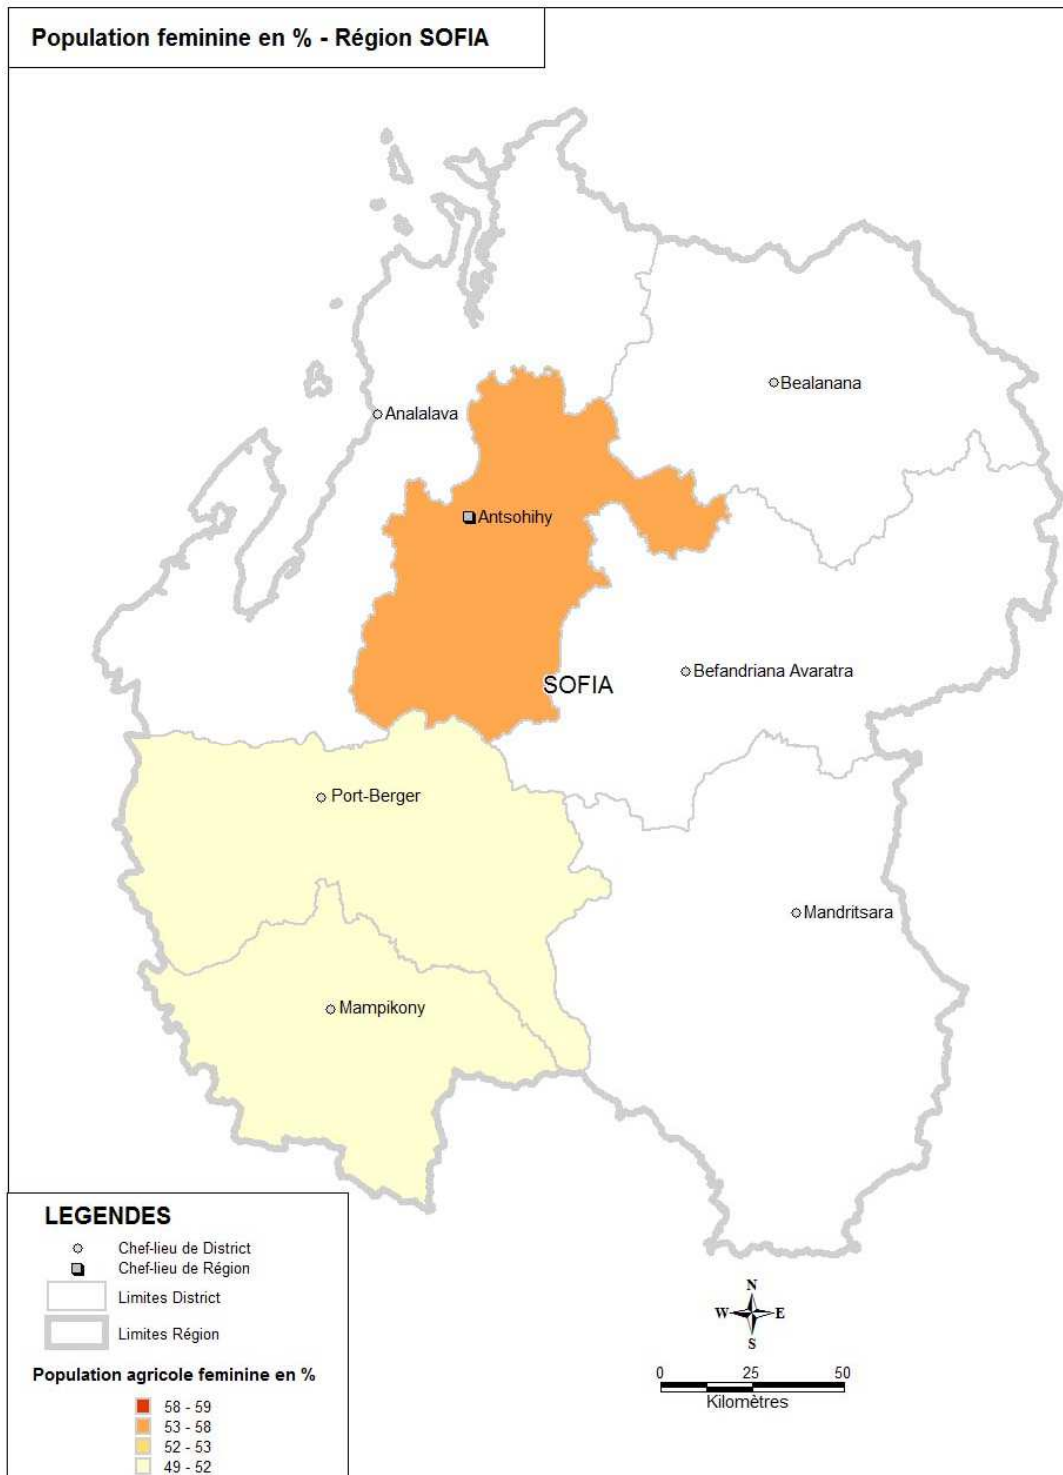 Population feminine en % - Région SOFIA
Bealanana
Analalava
Antsohihy
Befandriana Avaratra
SOFIA
Port-Berger
Mandritsara
Mampikony
LEGENDES
Chef-lieu de District
Chef-lieu de Région
Limites District
Limites Région
Population agricole feminine en %
58 - 59
53 - 58
52 - 53
49 - 52
N
W E
S
0 25 50
Kilomètres